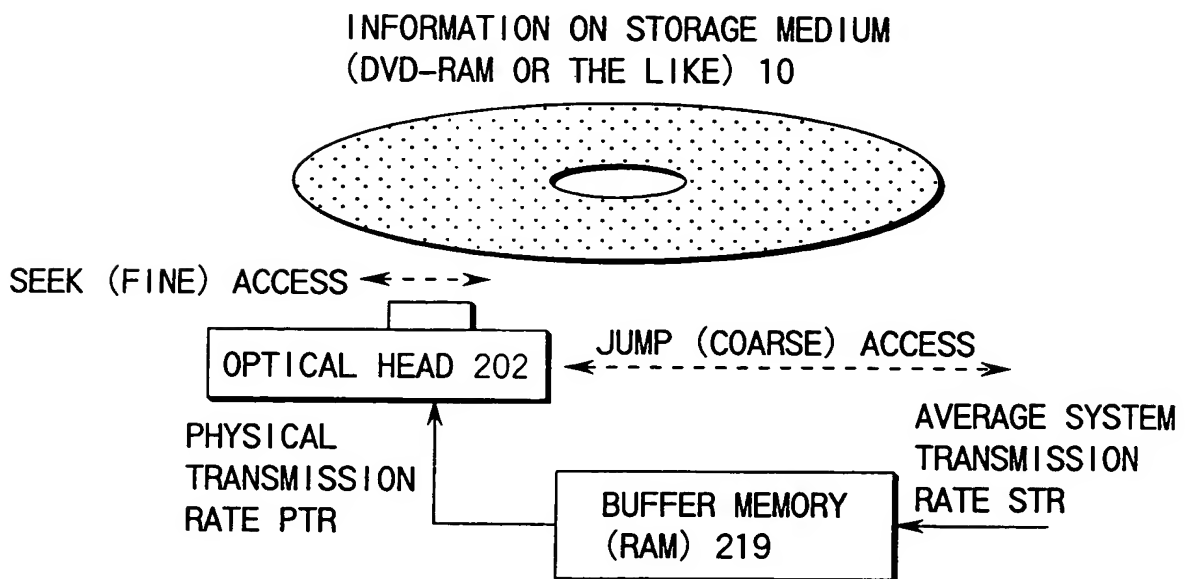 INFORMATION ON STORAGE MEDIUM
(DVD-RAM OR THE LIKE) 10
SEEK (FINE) ACCESS
OPTICAL HEAD 202
JUMP (COARSE) ACCESS
PHYSICAL
TRANSMISSION
RATE PTR
AVERAGE SYSTEM
TRANSMISSION
RATE STR
BUFFER MEMORY
(RAM) 219